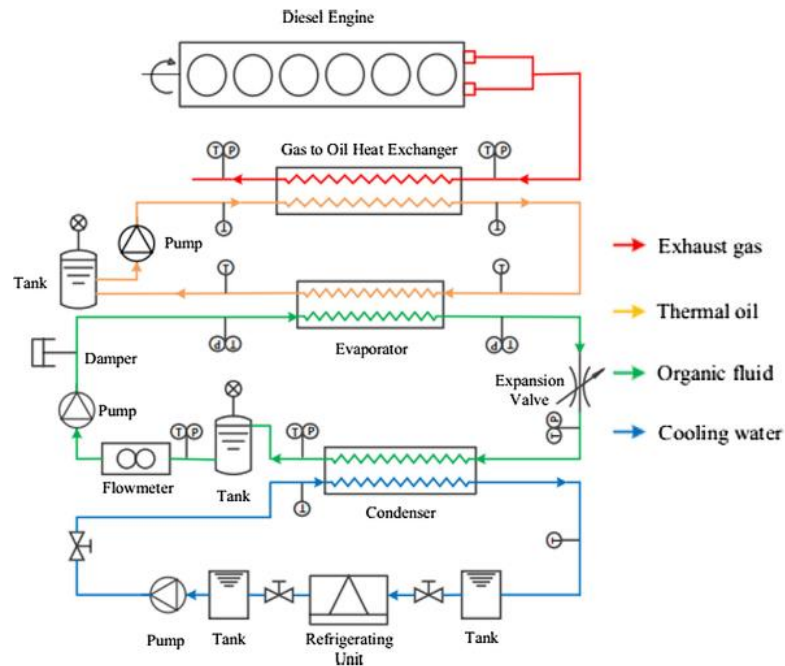 Diesel Engine
T P
Gas to Oil Heat Exchanger
T P
T
Pump
T
Tank
T
T
Exhaust gas
Thermal oil
Organic fluid
Cooling water
T P
Evaporator
T P
Damper
Expansion
Valve
Pump
T P
T P
T P
Flowmeter
Tank
T
Condenser
T
Pump
Tank
Refrigerating
Unit
Tank